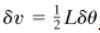 δv = ½Lδθ.